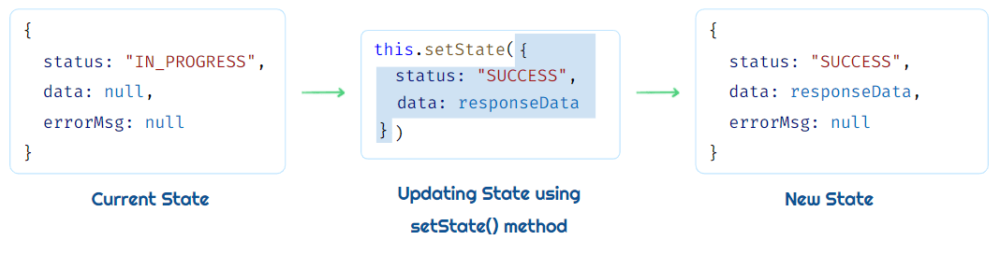 {
status: "IN_PROGRESS",
data: null,
errorMsg: null
}
Current State
this.setState( {
status: "SUCCESS",
data: responseData
} )
Updating State using
setState() method
{
status: "SUCCESS",
data: responseData,
errorMsg: null
}
New State